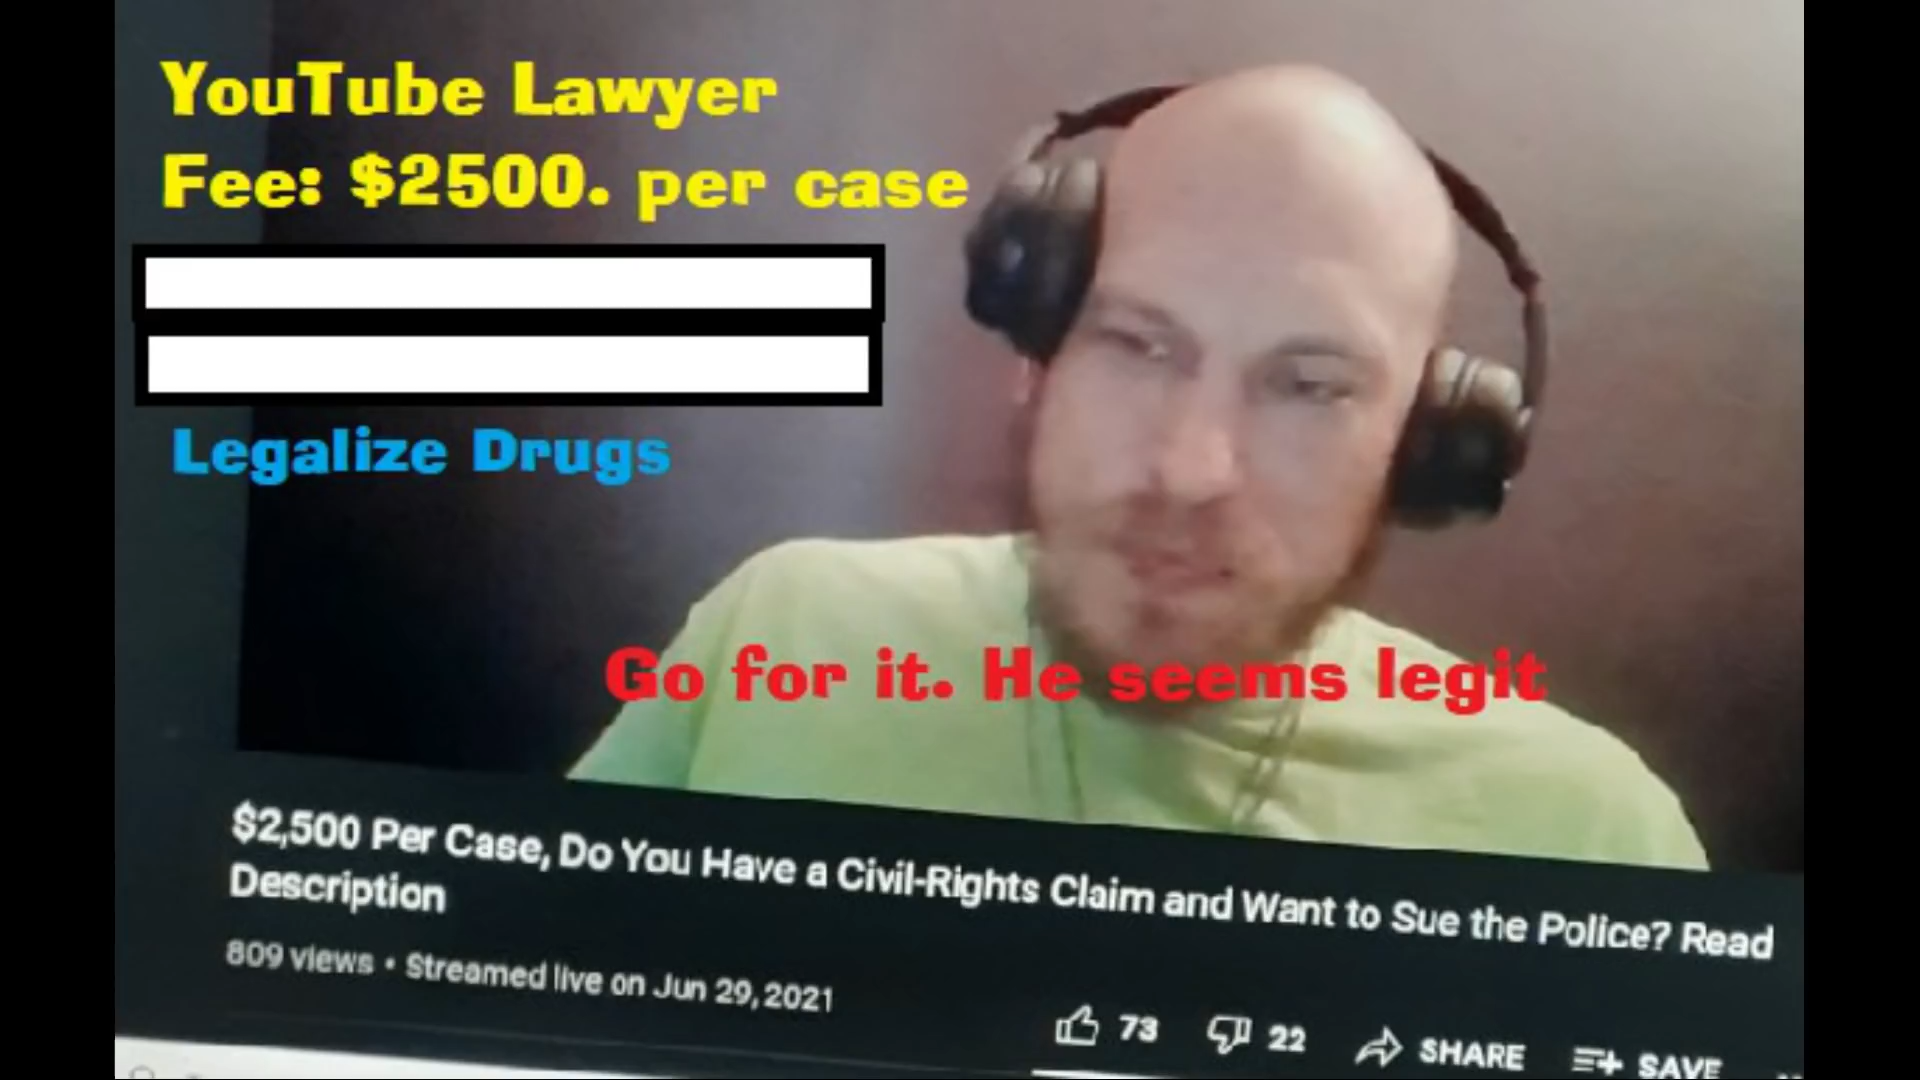 YouTube Lawyer
Fee: $2500. per case
Legalize Drugs
Go for it. He seems legit
$2,500 Per Case, Do You Have a Civil-Rights Claim and Want to Sue the Police? Read
Description
809 views • Streamed live on Jun 29, 2021
73 22 SHARE SAVE